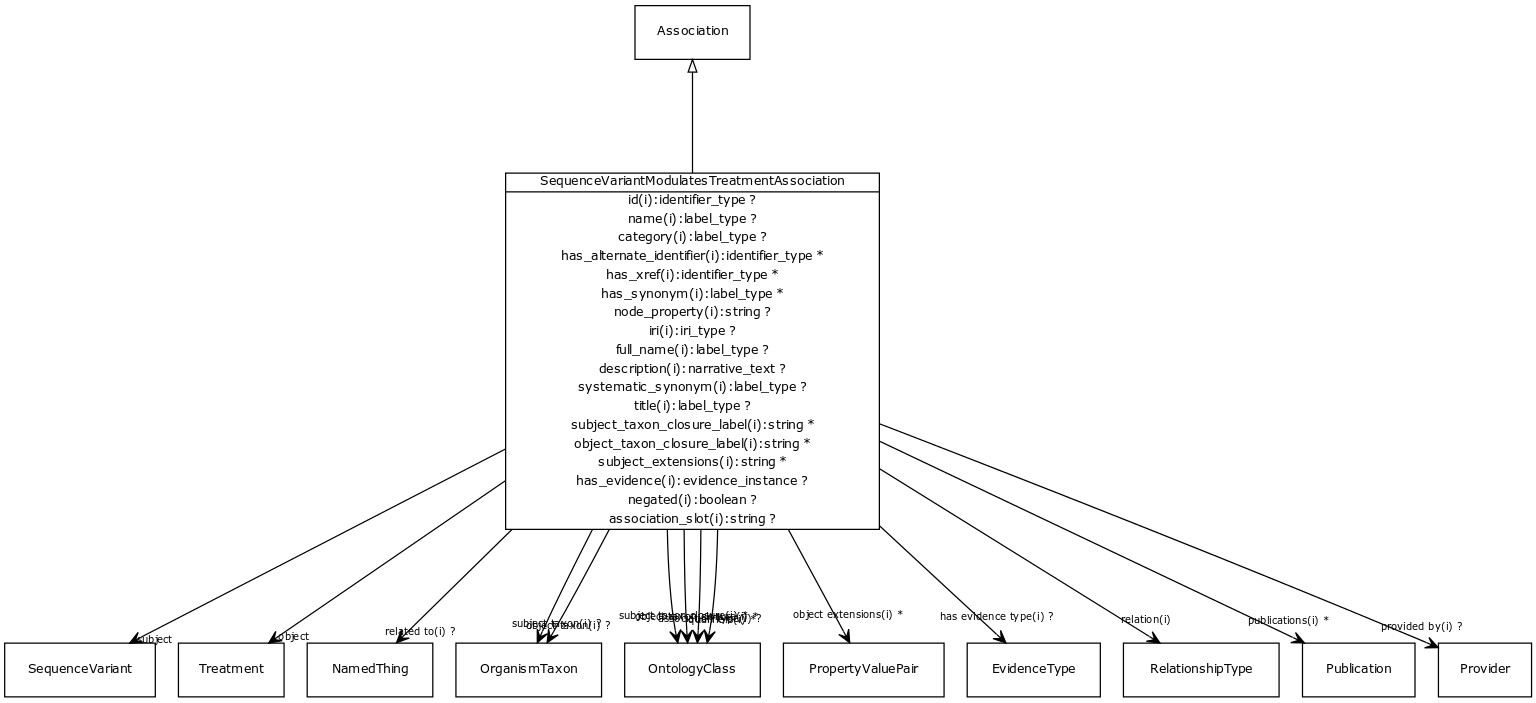 Association
SequenceVariantModulatesTreatmentAssociation
id(i):identifier_type ?
name(i):label_type ?
category(i):label_type ?
has_alternate_identifier(i):identifier_type *
has_xref(i):identifier_type *
has_synonym(i):label_type *
node_property(i):string ?
iri(i):iri_type ?
full_name(i):label_type ?
description(i):narrative_text ?
systematic_synonym(i):label_type ?
title(i):label_type ?
subject_taxon_closure_label(i):string *
object_taxon_closure_label(i):string *
subject_extensions(i):string *
has_evidence(i):evidence_instance ?
negated(i):boolean ?
association_slot(i):string ?
subject
object
related to(i) ?
subject taxon(i) ?
object taxon(i) ?
subject taxon closure(i) *
object extensions(i) *
has evidence type(i) ?
relation(i)
publications(i) *
provided by(i) ?
SequenceVariant
Treatment
NamedThing
OrganismTaxon
OntologyClass
PropertyValuePair
EvidenceType
RelationshipType
Publication
Provider